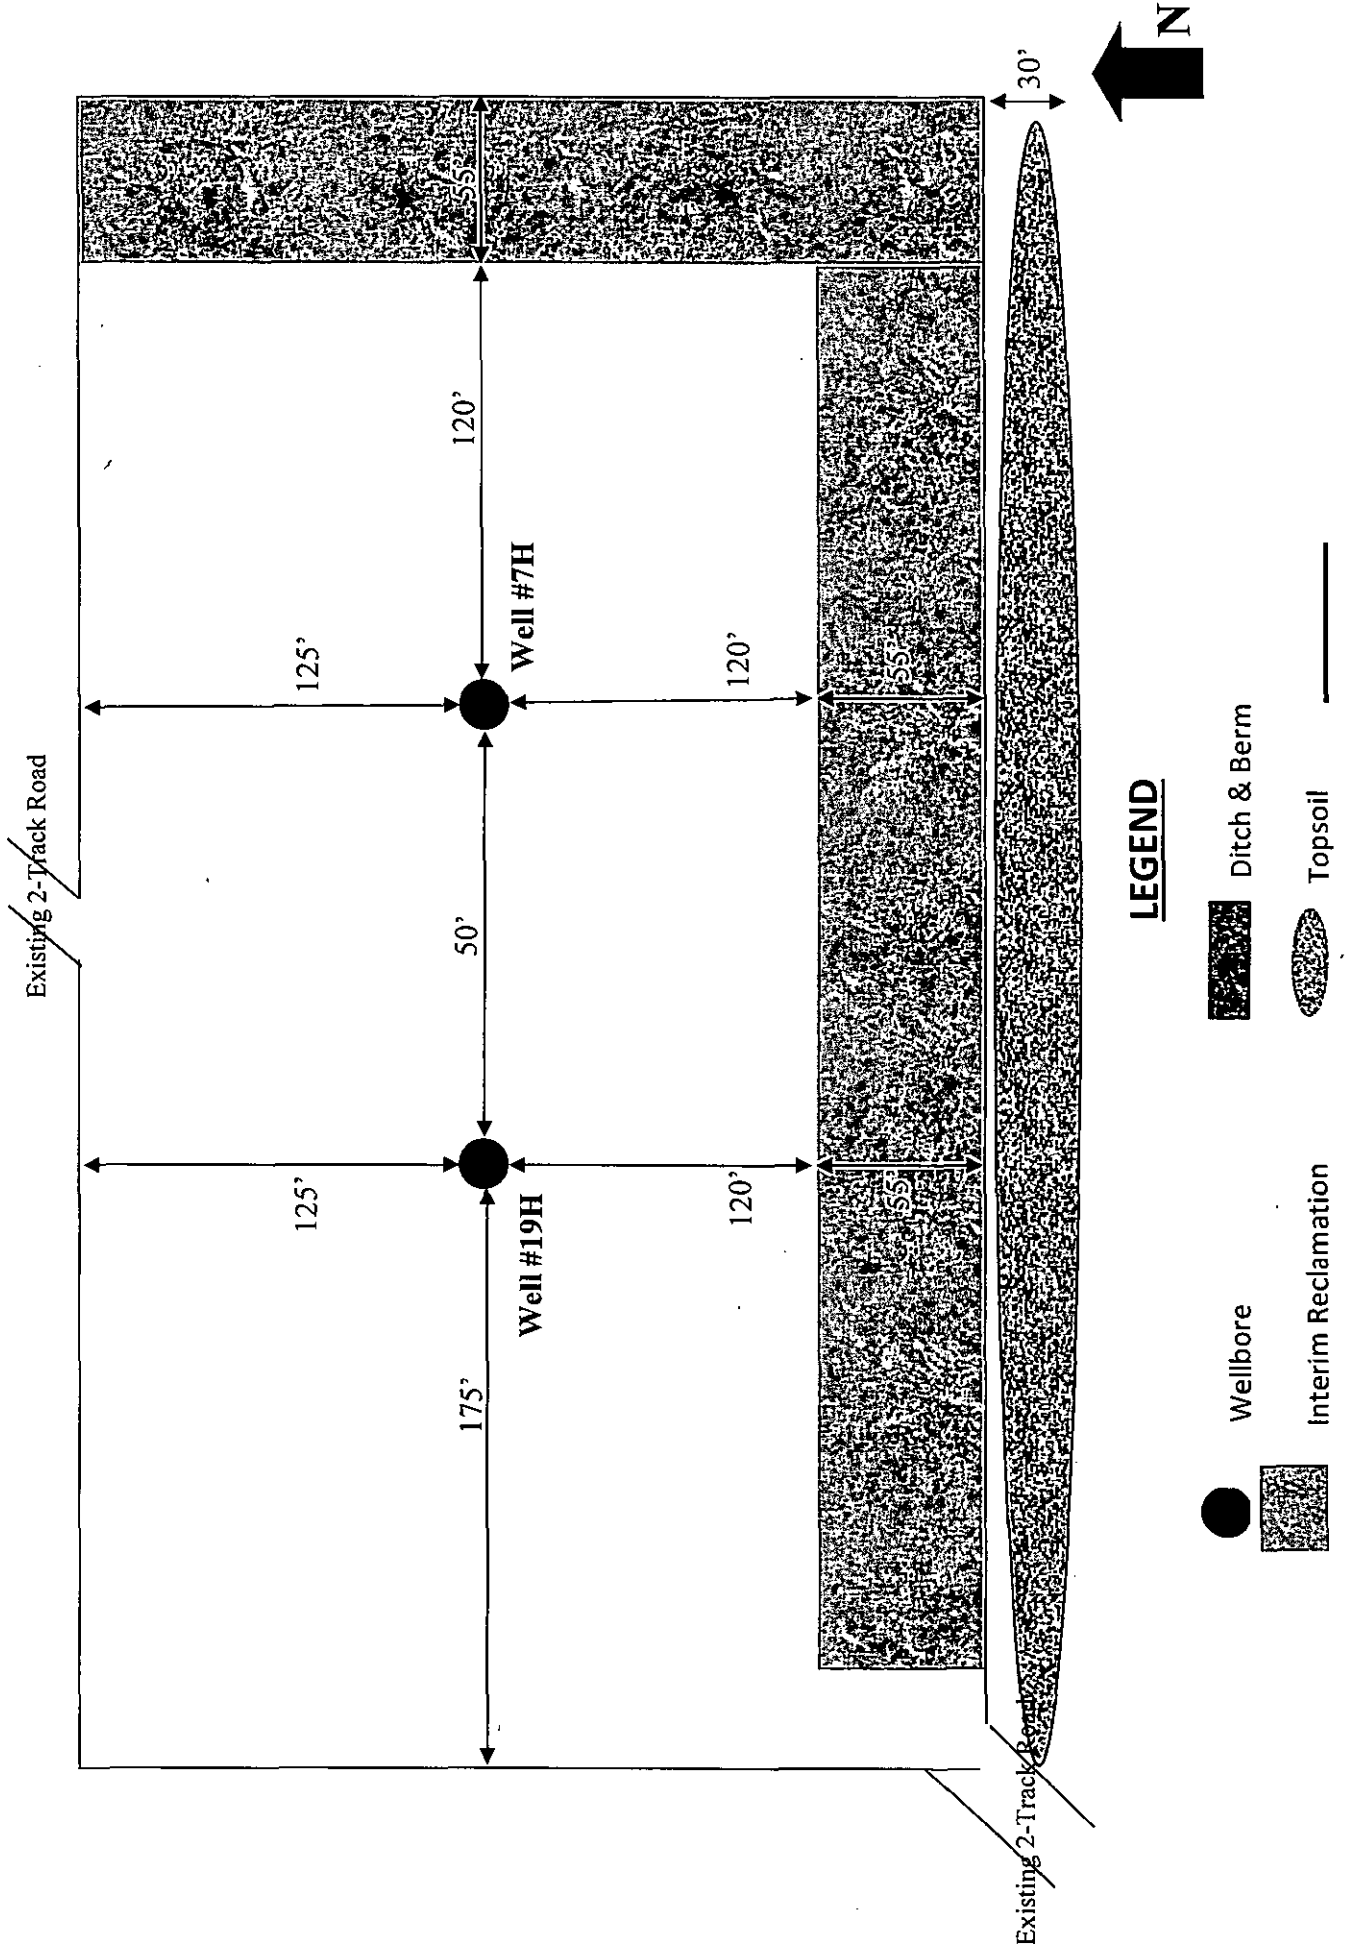 Existing 2-Track Road
55'
120'
Well #7H
125'
120'
55'
50'
125'
Well #19H
120'
55'
175'
30'
N
Existing 2-Track Road
LEGEND
Wellbore
Ditch & Berm
Interim Reclamation
Topsoil